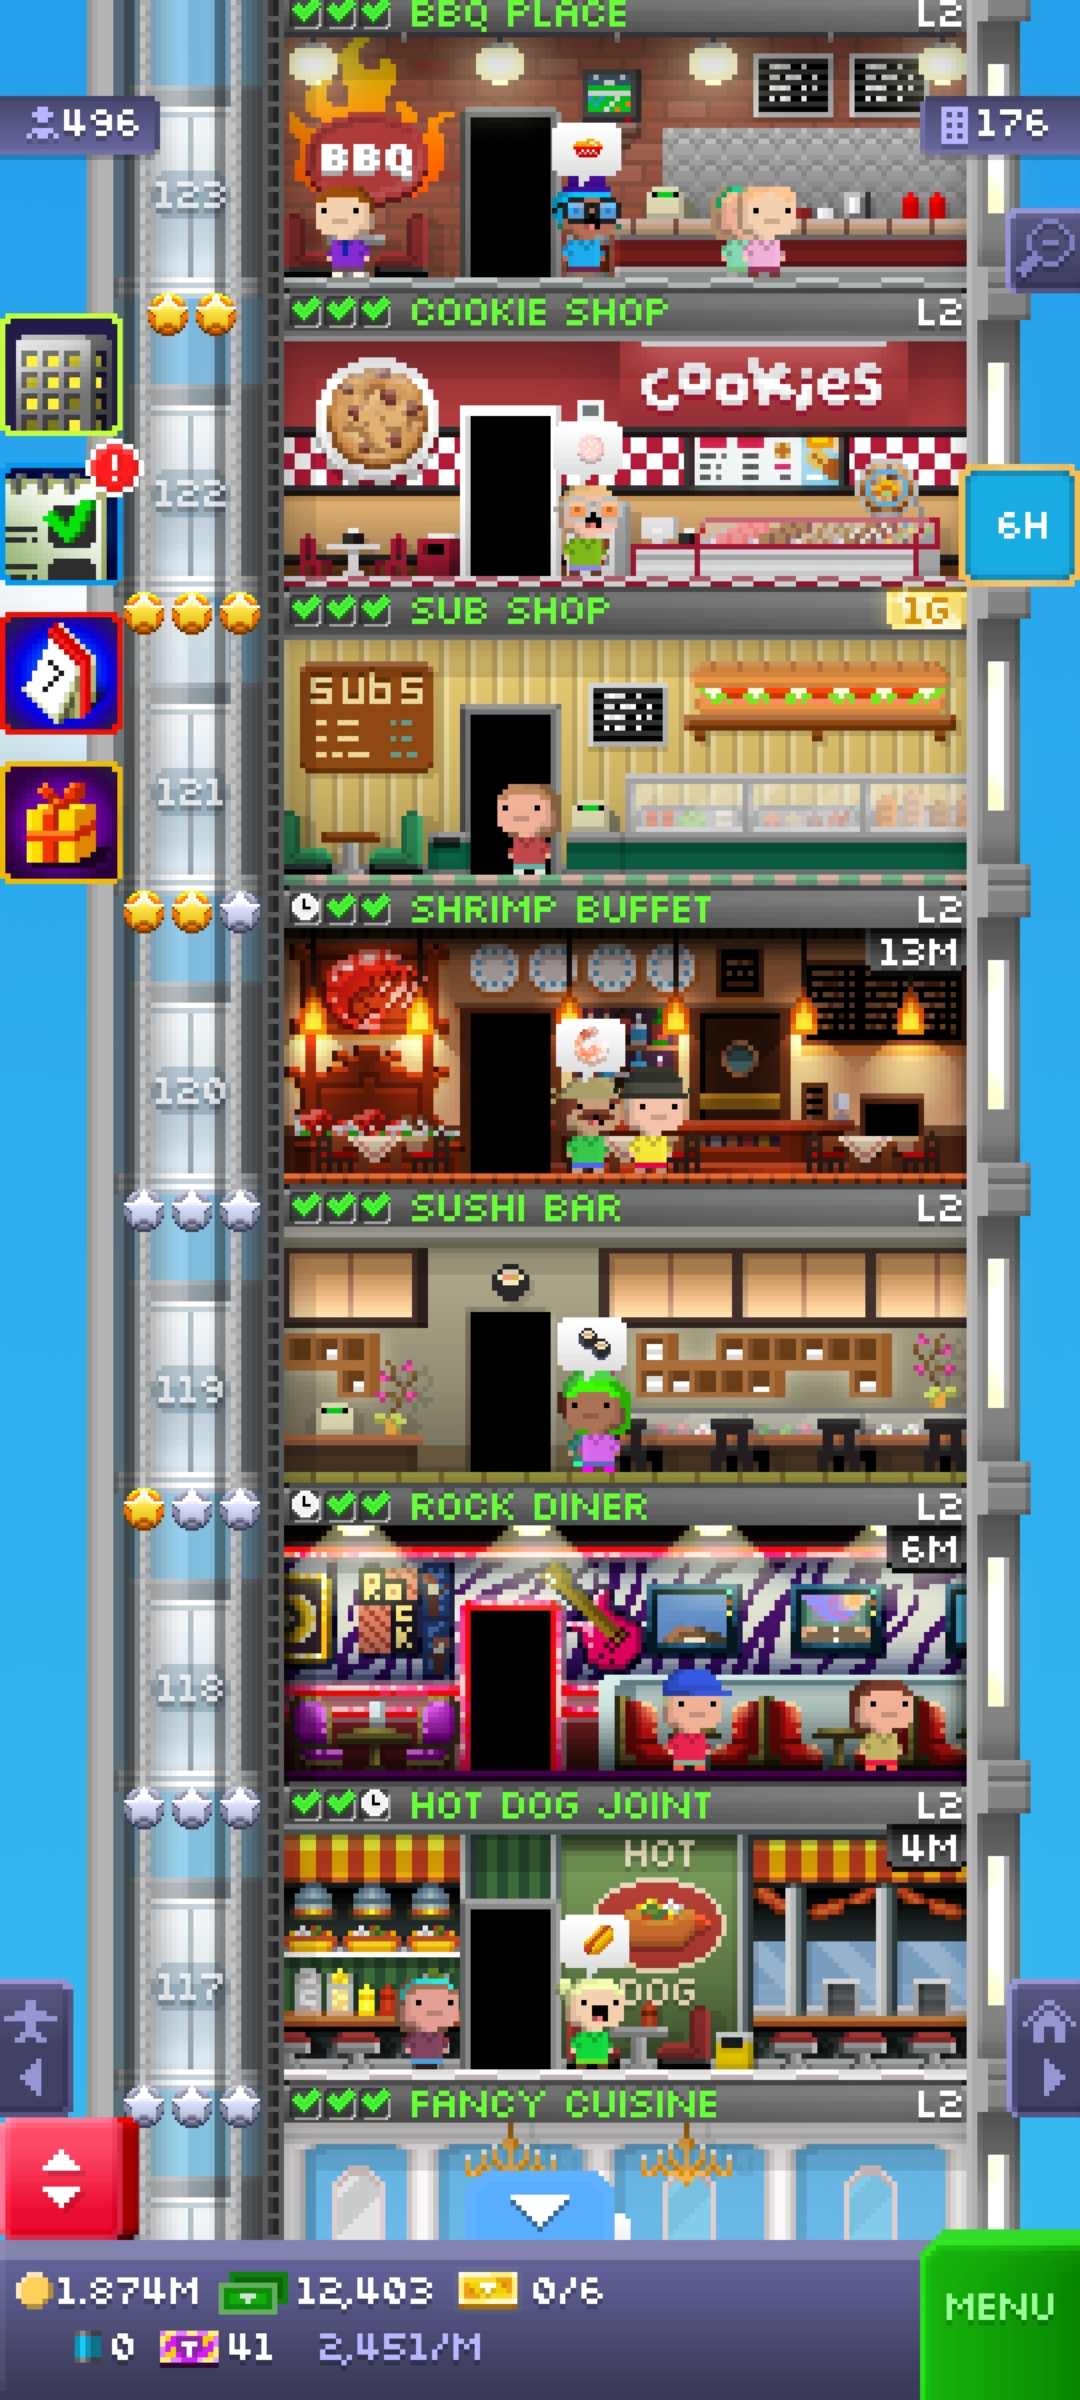 BBQ PLACE L2
496
176
BBQ
123
COOKIE SHOP L2
cookies
122
6H
SUB SHOP 1G
SUBS
121
SHRIMP BUFFET L2
13M
120
SUSHI BAR L2
119
ROCK DINER L2
6M
ROCK
118
HOT DOG JOINT L2
4M
HOT
DOG
117
FANCY CUISINE L2
1.874M 12,403 0/6
0 41 2,451/M
MENU